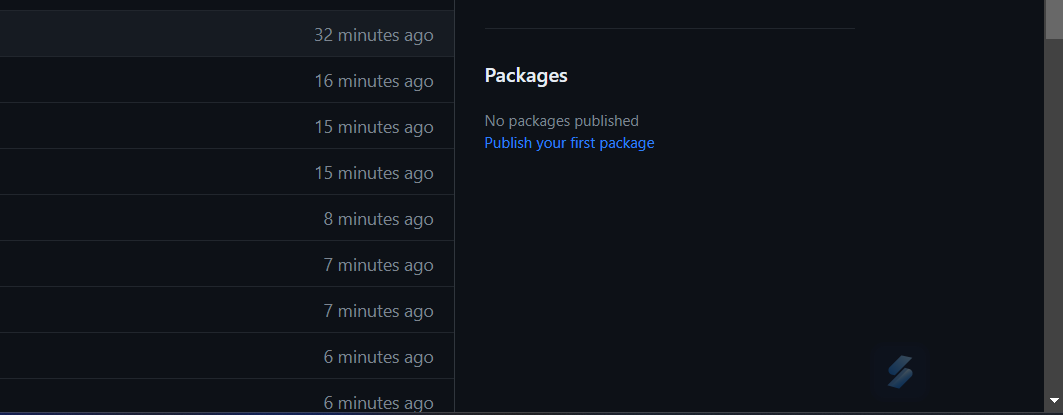 32 minutes ago
16 minutes ago
15 minutes ago
15 minutes ago
8 minutes ago
7 minutes ago
7 minutes ago
6 minutes ago
6 minutes ago
Packages
No packages published
Publish your first package